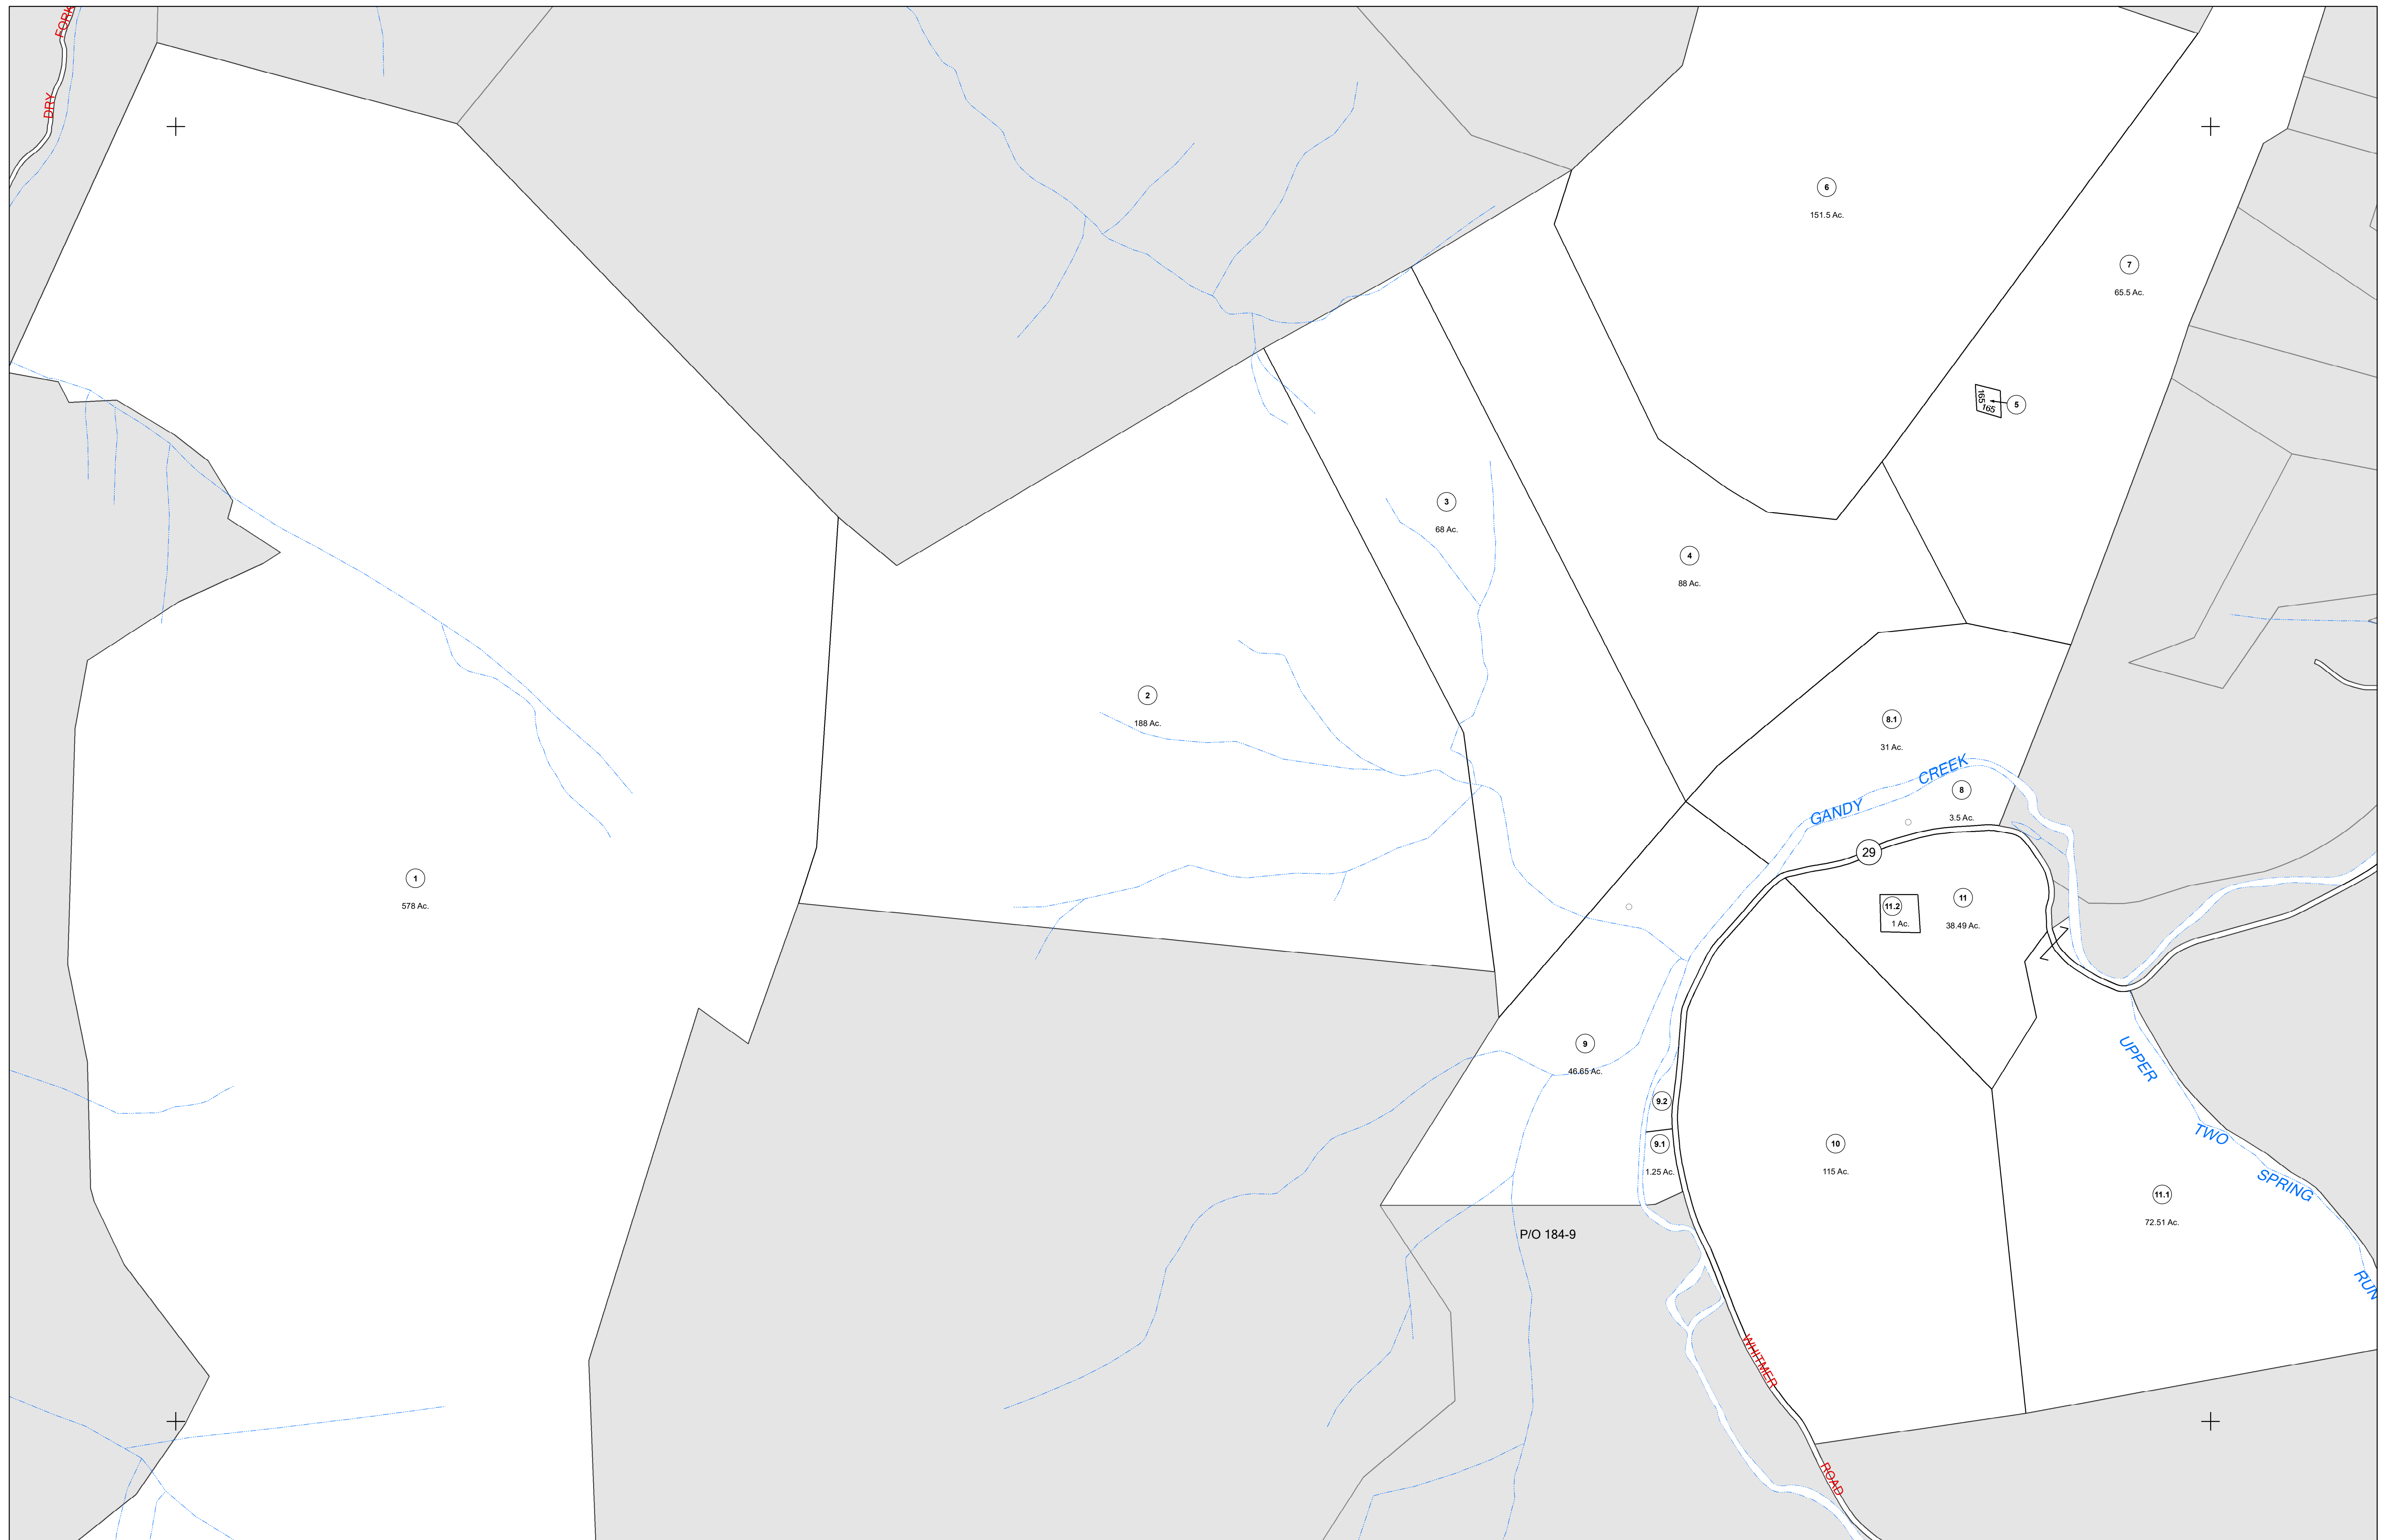 DRY FORK
6
151.5 Ac.
7
65.5 Ac.
165
165
5
3
68 Ac.
4
88 Ac.
2
188 Ac.
8.1
31 Ac.
GANDY CREEK
8
3.5 Ac.
29
1
578 Ac.
11.2
1 Ac.
11
38.49 Ac.
9
46.65 Ac.
9.2
9.1
1.25 Ac.
10
115 Ac.
UPPER TWO SPRING RUN
11.1
72.51 Ac.
P/O 184-9
WHITMER ROAD